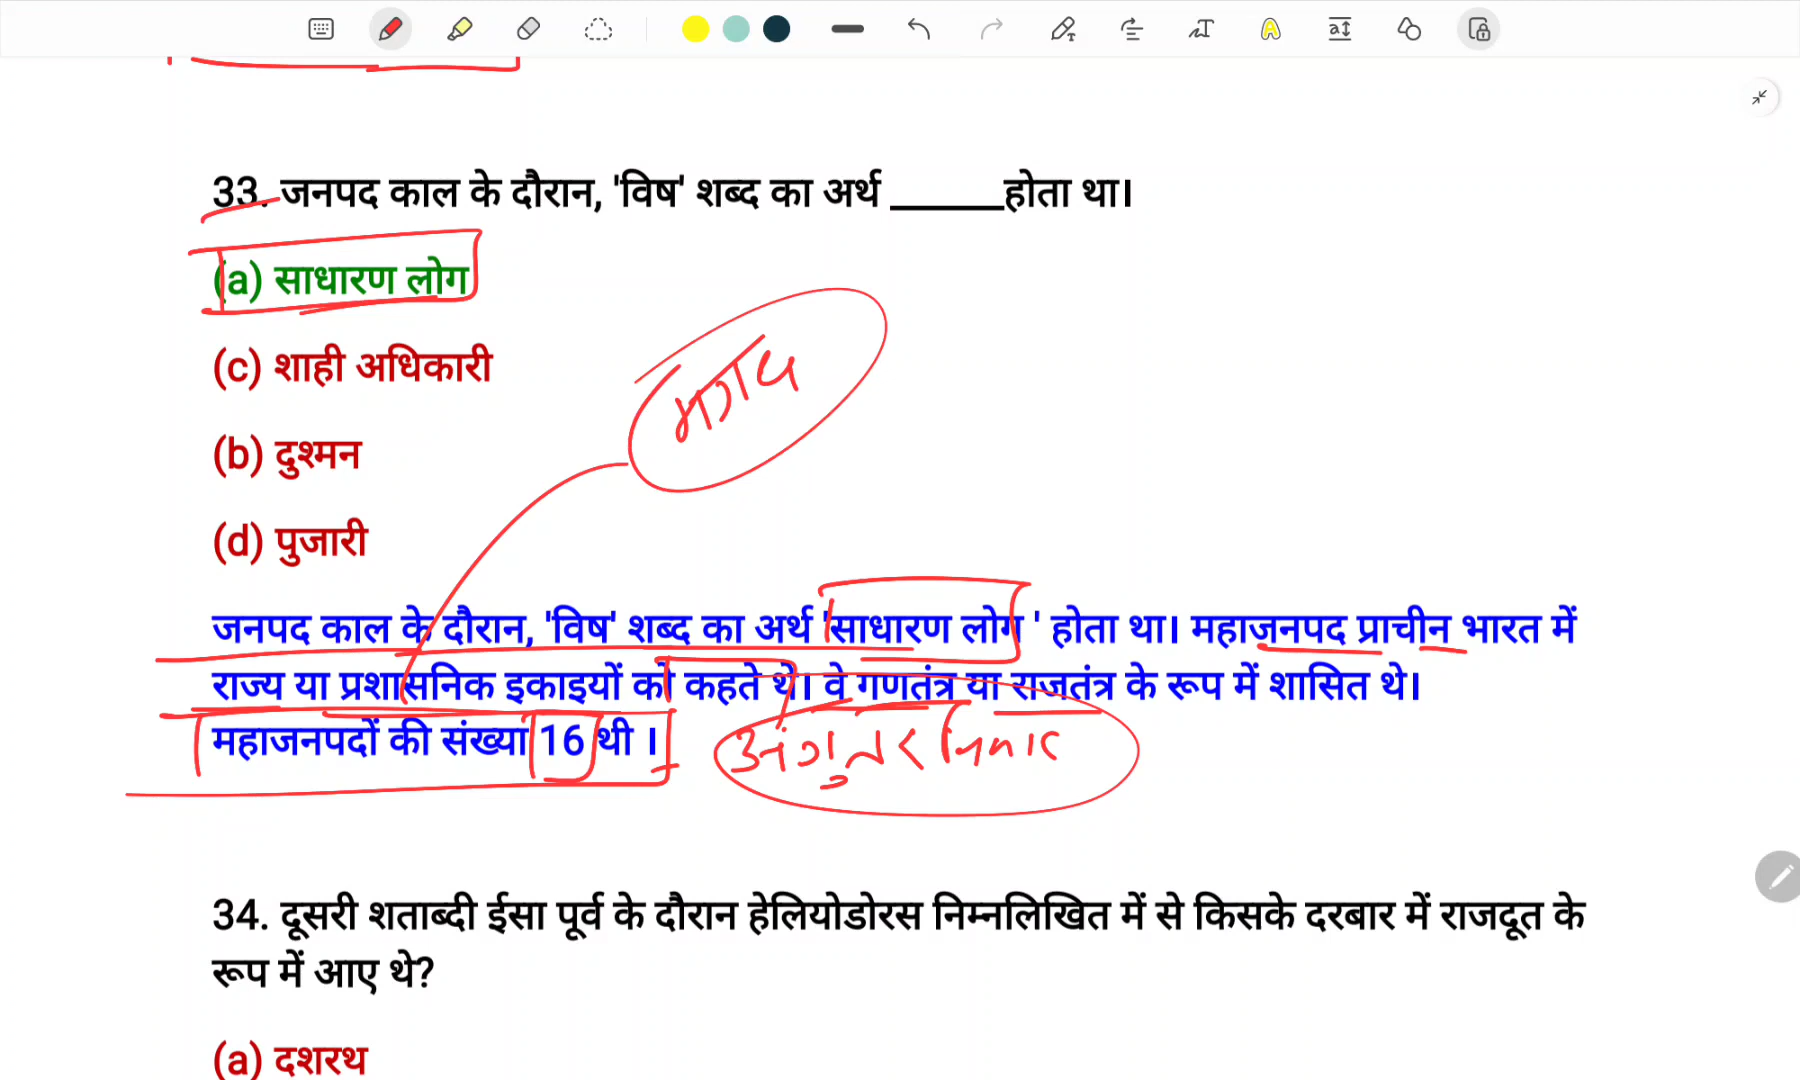 33. जनपद काल के दौरान, 'विष' शब्द का अर्थ ______होता था।
(a) साधारण लोग
(c) शाही अधिकारी
मगध
(b) दुश्मन
(d) पुजारी
जनपद काल के दौरान, 'विष' शब्द का अर्थ 'साधारण लोग ' होता था। महाजनपद प्राचीन भारत में
राज्य या प्रशासनिक इकाइयों को कहते थे। वे गणतंत्र या राजतंत्र के रूप में शासित थे।
महाजनपदों की संख्या 16 थी ।
34. दूसरी शताब्दी ईसा पूर्व के दौरान हेलियोडोरस निम्नलिखित में से किसके दरबार में राजदूत के
रूप में आए थे?
(a) दशरथ